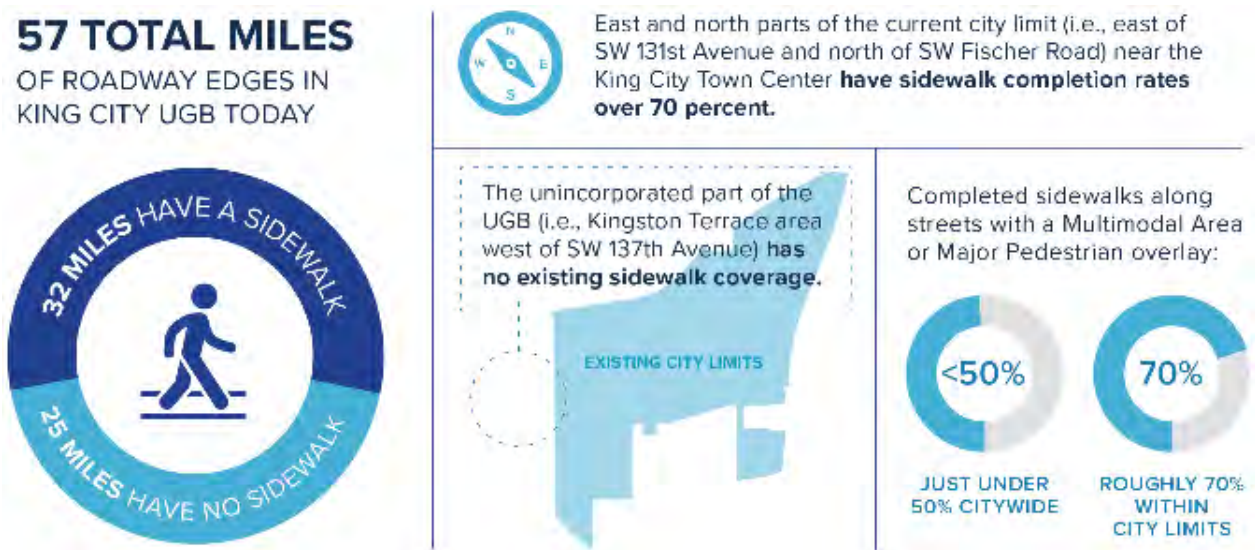 57 TOTAL MILES
OF ROADWAY EDGES IN
KING CITY UGB TODAY
32 MILES HAVE A SIDEWALK
25 MILES HAVE NO SIDEWALK
N
W
E
S
East and north parts of the current city limit (i.e., east of
SW 131st Avenue and north of SW Fischer Road) near the
King City Town Center have sidewalk completion rates
over 70 percent.
The unincorporated part of the
UGB (i.e., Kingston Terrace area
west of SW 137th Avenue) has
no existing sidewalk coverage.
EXISTING CITY LIMITS
Completed sidewalks along
streets with a Multimodal Area
or Major Pedestrian overlay:
<50%
JUST UNDER
50% CITYWIDE
70%
ROUGHLY 70%
WITHIN
CITY LIMITS